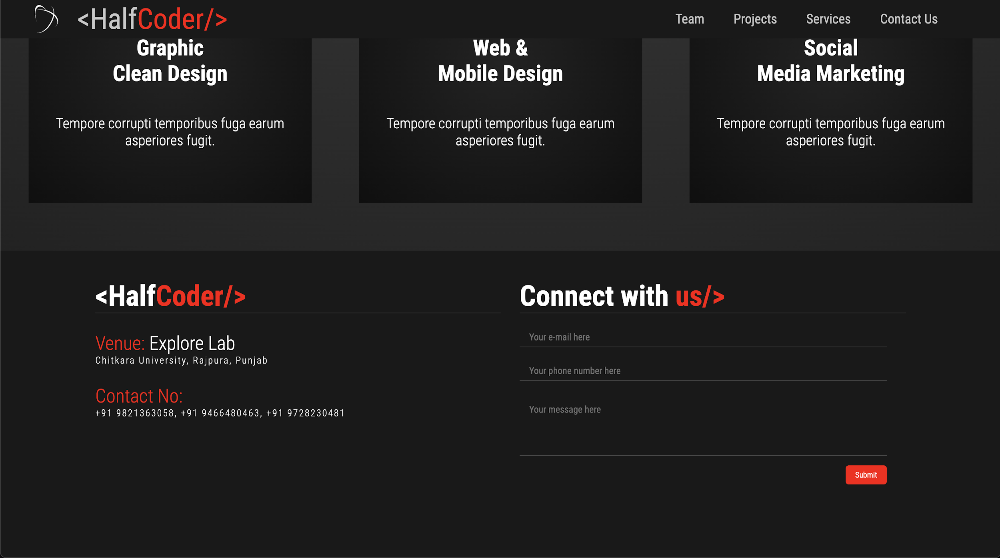 <HalfCoder/>
Team Projects Services Contact Us
Graphic
Clean Design
Tempore corrupti temporibus fuga earum
asperiores fugit.
Web &
Mobile Design
Tempore corrupti temporibus fuga earum
asperiores fugit.
Social
Media Marketing
Tempore corrupti temporibus fuga earum
asperiores fugit.
<HalfCoder/>
Venue: Explore Lab
Chitkara University, Rajpura, Punjab
Contact No:
+91 9821363058, +91 9466480463, +91 9728230481
Connect with us/>
Your e-mail here
Your phone number here
Your message here
Submit